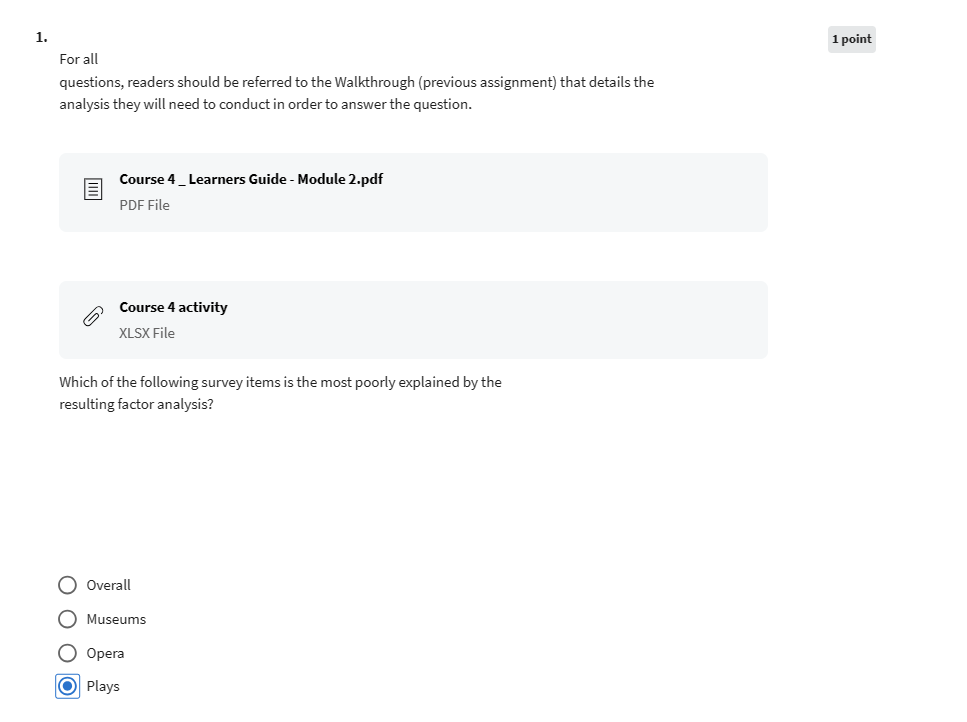 1.
1 point
For all
questions, readers should be referred to the Walkthrough (previous assignment) that details the
analysis they will need to conduct in order to answer the question.
Course 4 _ Learners Guide - Module 2.pdf
PDF File
Course 4 activity
XLSX File
Which of the following survey items is the most poorly explained by the
resulting factor analysis?
Overall
Museums
Opera
Plays